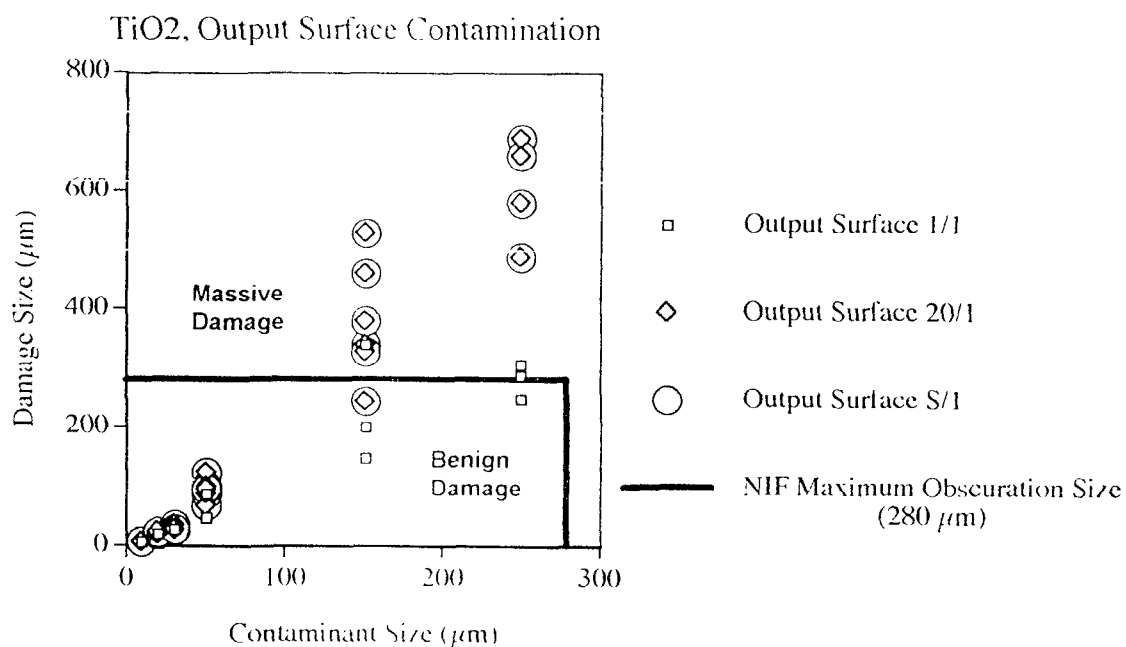 TiO2, Output Surface Contamination
800
600
400
200
0
0
100
200
300
Damage Size (μm)
Contaminant Size (μm)
Massive
Damage
Benign
Damage
Output Surface 1/1
Output Surface 20/1
Output Surface S/1
NIF Maximum Obscuration Size
(280 μm)